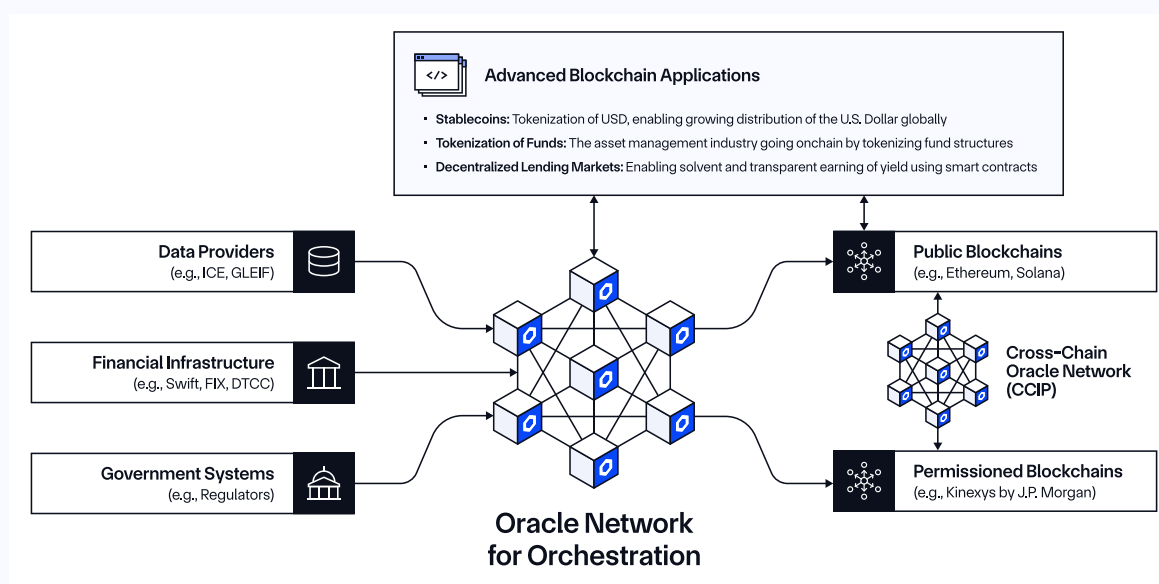 </>
Advanced Blockchain Applications
• Stablecoins: Tokenization of USD, enabling growing distribution of the U.S. Dollar globally
• Tokenization of Funds: The asset management industry going onchain by tokenizing fund structures
• Decentralized Lending Markets: Enabling solvent and transparent earning of yield using smart contracts
Data Providers
(e.g., ICE, GLEIF)
Financial Infrastructure
(e.g., Swift, FIX, DTCC)
Government Systems
(e.g., Regulators)
Oracle Network
for Orchestration
Public Blockchains
(e.g., Ethereum, Solana)
Cross-Chain
Oracle Network
(CCIP)
Permissioned Blockchains
(e.g., Kinexys by J.P. Morgan)